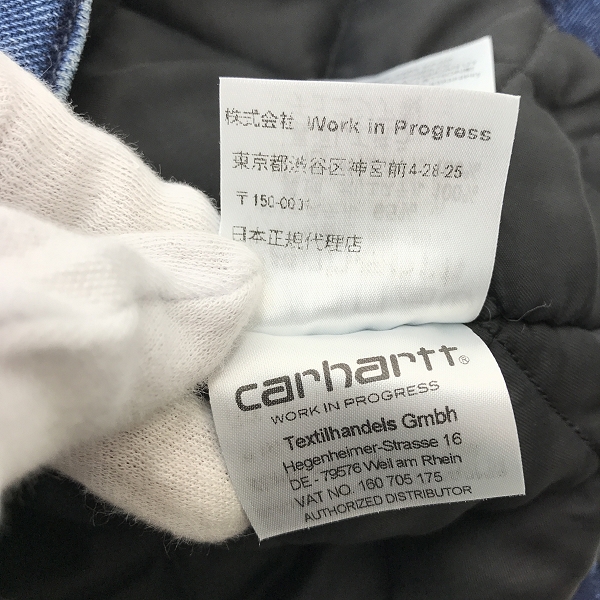 株式会社 Work in Progress
東京都渋谷区神宮前4-28-25
〒150-0001
日本正規代理店
carhartt®
WORK IN PROGRESS
Textilhandels Gmbh
Hegenheimer-Strasse 16
DE - 79576 Weil am Rhein
VAT NO. 160 705 175
AUTHORIZED DISTRIBUTOR